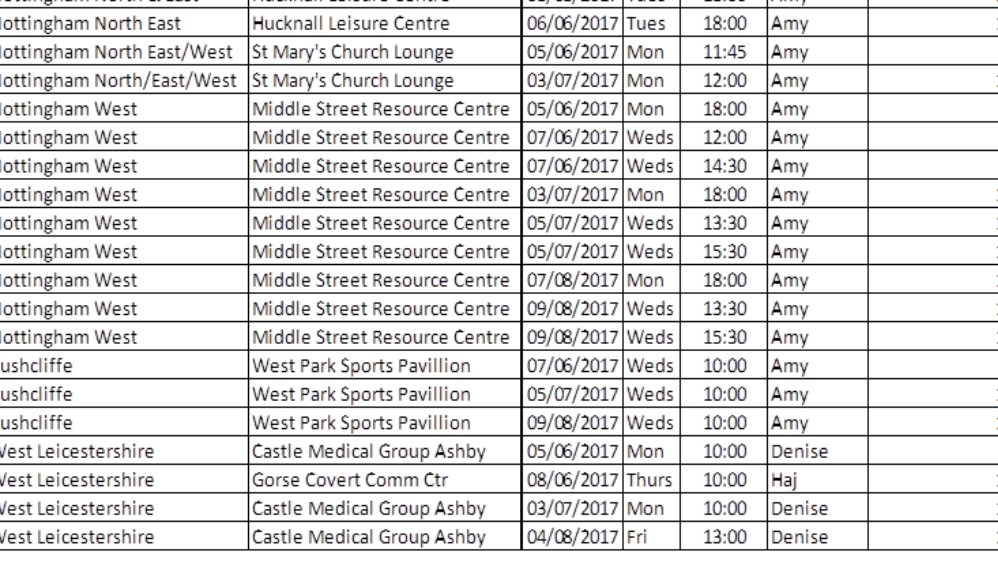 ottingham North East Hucknall Leisure Centre 06/06/2017 Tues 18:00 Amy
ottingham North East/West St Mary's Church Lounge 05/06/2017 Mon 11:45 Amy
ottingham North/East/West St Mary's Church Lounge 03/07/2017 Mon 12:00 Amy
ottingham West Middle Street Resource Centre 05/06/2017 Mon 18:00 Amy
ottingham West Middle Street Resource Centre 07/06/2017 Weds 12:00 Amy
ottingham West Middle Street Resource Centre 07/06/2017 Weds 14:30 Amy
ottingham West Middle Street Resource Centre 03/07/2017 Mon 18:00 Amy
ottingham West Middle Street Resource Centre 05/07/2017 Weds 13:30 Amy
ottingham West Middle Street Resource Centre 05/07/2017 Weds 15:30 Amy
ottingham West Middle Street Resource Centre 07/08/2017 Mon 18:00 Amy
ottingham West Middle Street Resource Centre 09/08/2017 Weds 13:30 Amy
ottingham West Middle Street Resource Centre 09/08/2017 Weds 15:30 Amy
ushcliffe West Park Sports Pavillion 07/06/2017 Weds 10:00 Amy
ushcliffe West Park Sports Pavillion 05/07/2017 Weds 10:00 Amy
ushcliffe West Park Sports Pavillion 09/08/2017 Weds 10:00 Amy
West Leicestershire Castle Medical Group Ashby 05/06/2017 Mon 10:00 Denise
West Leicestershire Gorse Covert Comm Ctr 08/06/2017 Thurs 10:00 Haj
West Leicestershire Castle Medical Group Ashby 03/07/2017 Mon 10:00 Denise
West Leicestershire Castle Medical Group Ashby 04/08/2017 Fri 13:00 Denise